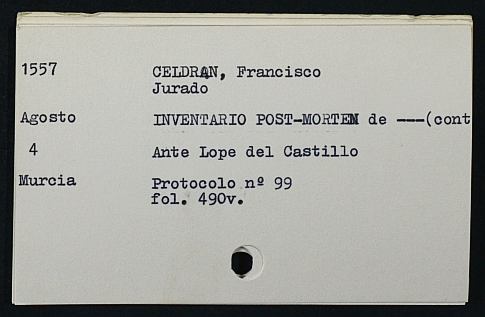 1557 CELDRAN, Francisco
Jurado
Agosto INVENTARIO POST-MORTEM de ---(cont
4 Ante Lope del Castillo
Murcia Protocolo nº 99
fol. 490v.